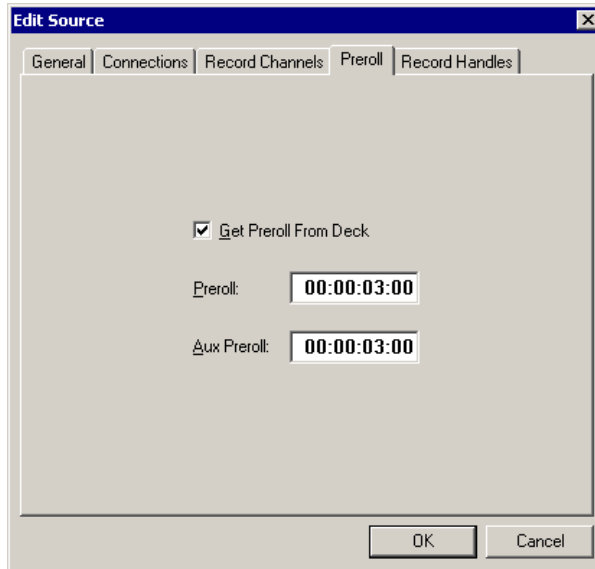 Edit Source
General Connections Record Channels Preroll Record Handles
Get Preroll From Deck
Preroll: 00:00:03:00
Aux Preroll: 00:00:03:00
OK Cancel